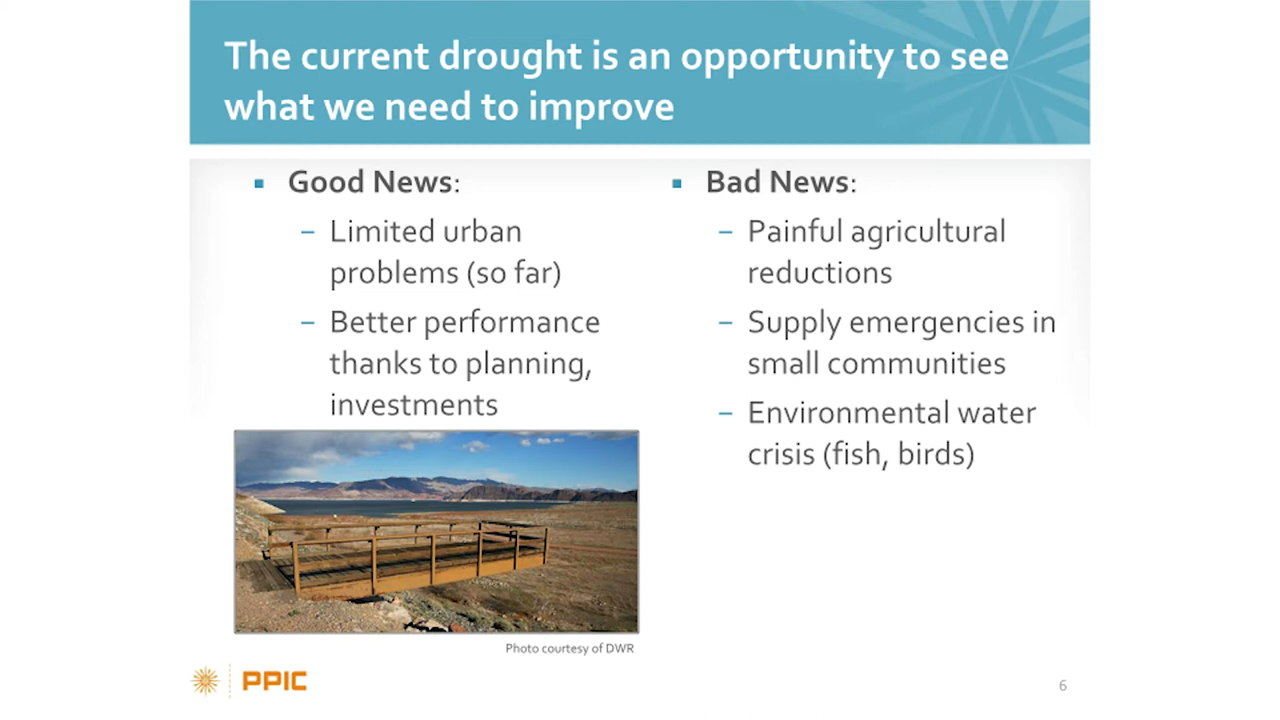 The current drought is an opportunity to see
what we need to improve
Good News:
– Limited urban
problems (so far)
– Better performance
thanks to planning,
investments
Bad News:
– Painful agricultural
reductions
– Supply emergencies in
small communities
– Environmental water
crisis (fish, birds)
Photo courtesy of DWR
PPIC
6